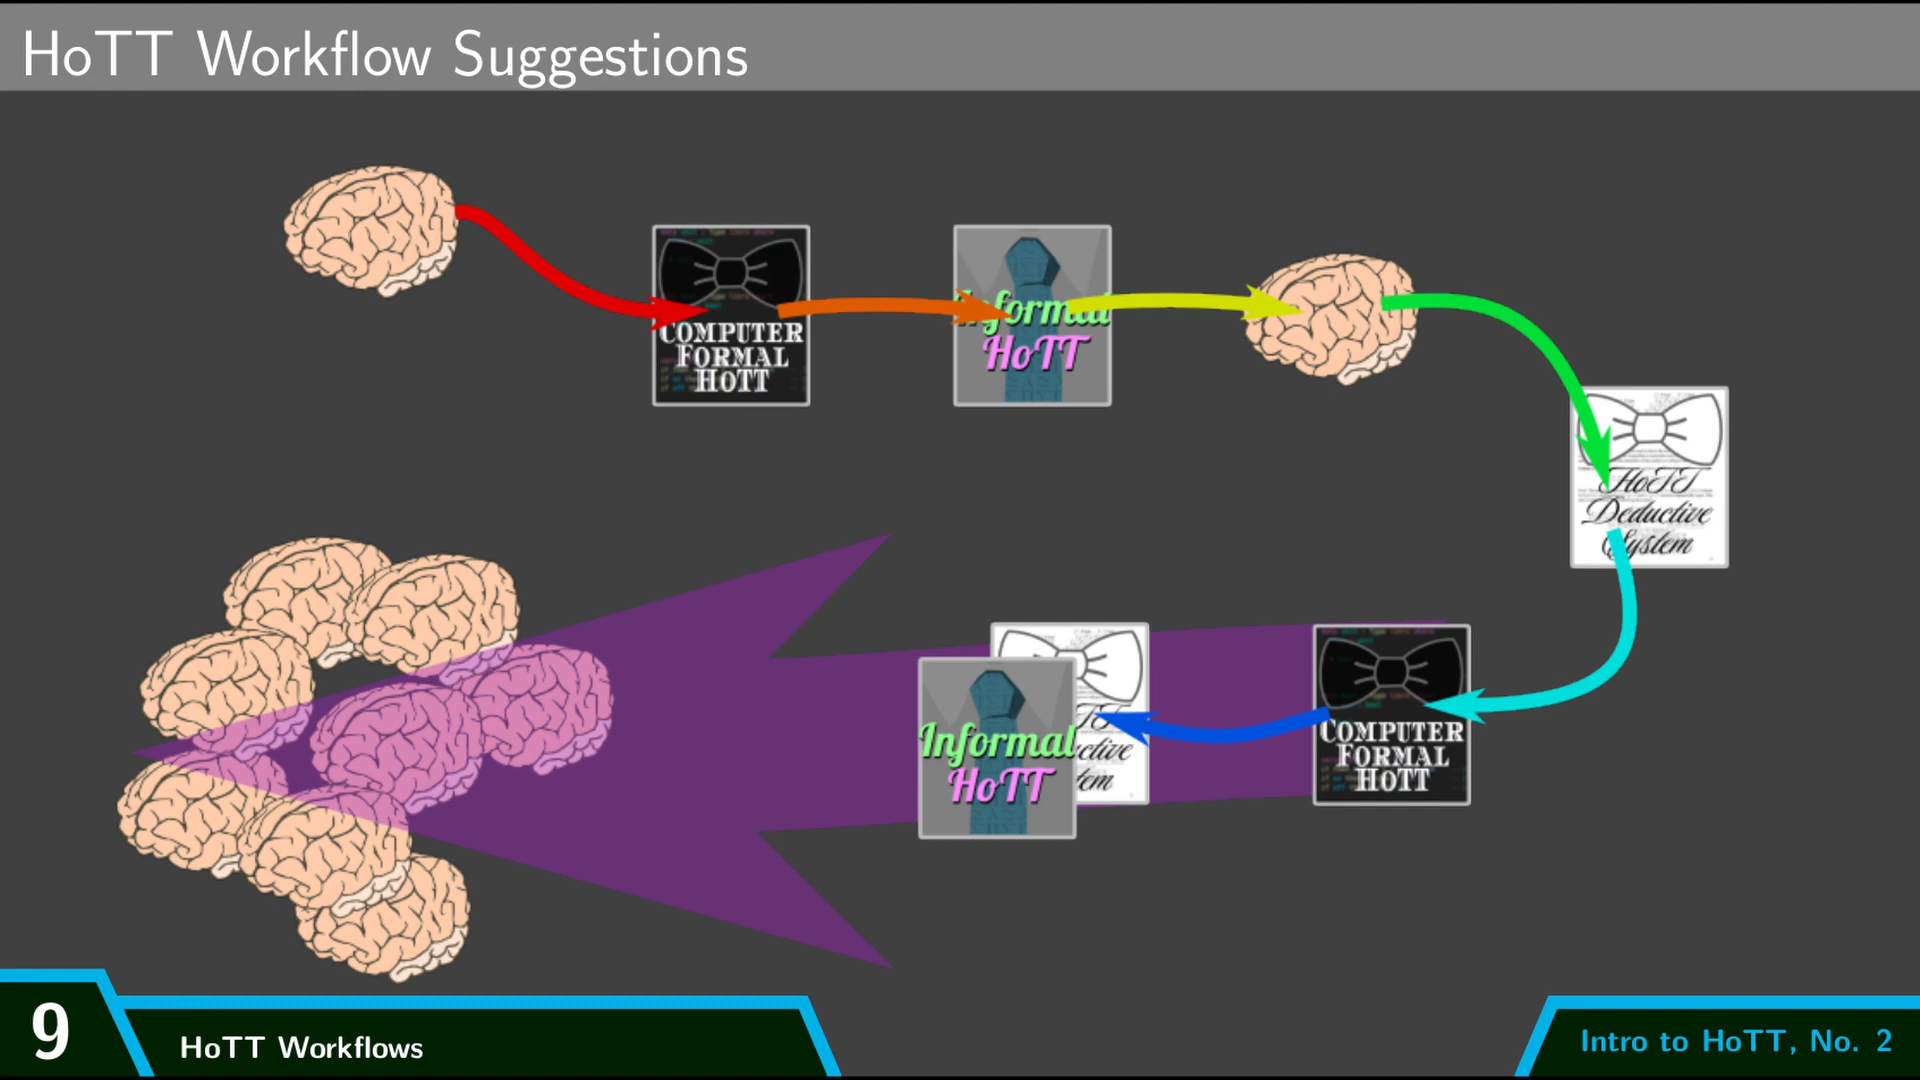 HoTT Workflow Suggestions
COMPUTER
FORMAL
HOTT
Informal
HoTT
HoTT
Deductive
System
Informal
HoTT
COMPUTER
FORMAL
HOTT
9
HoTT Workflows
Intro to HoTT, No. 2